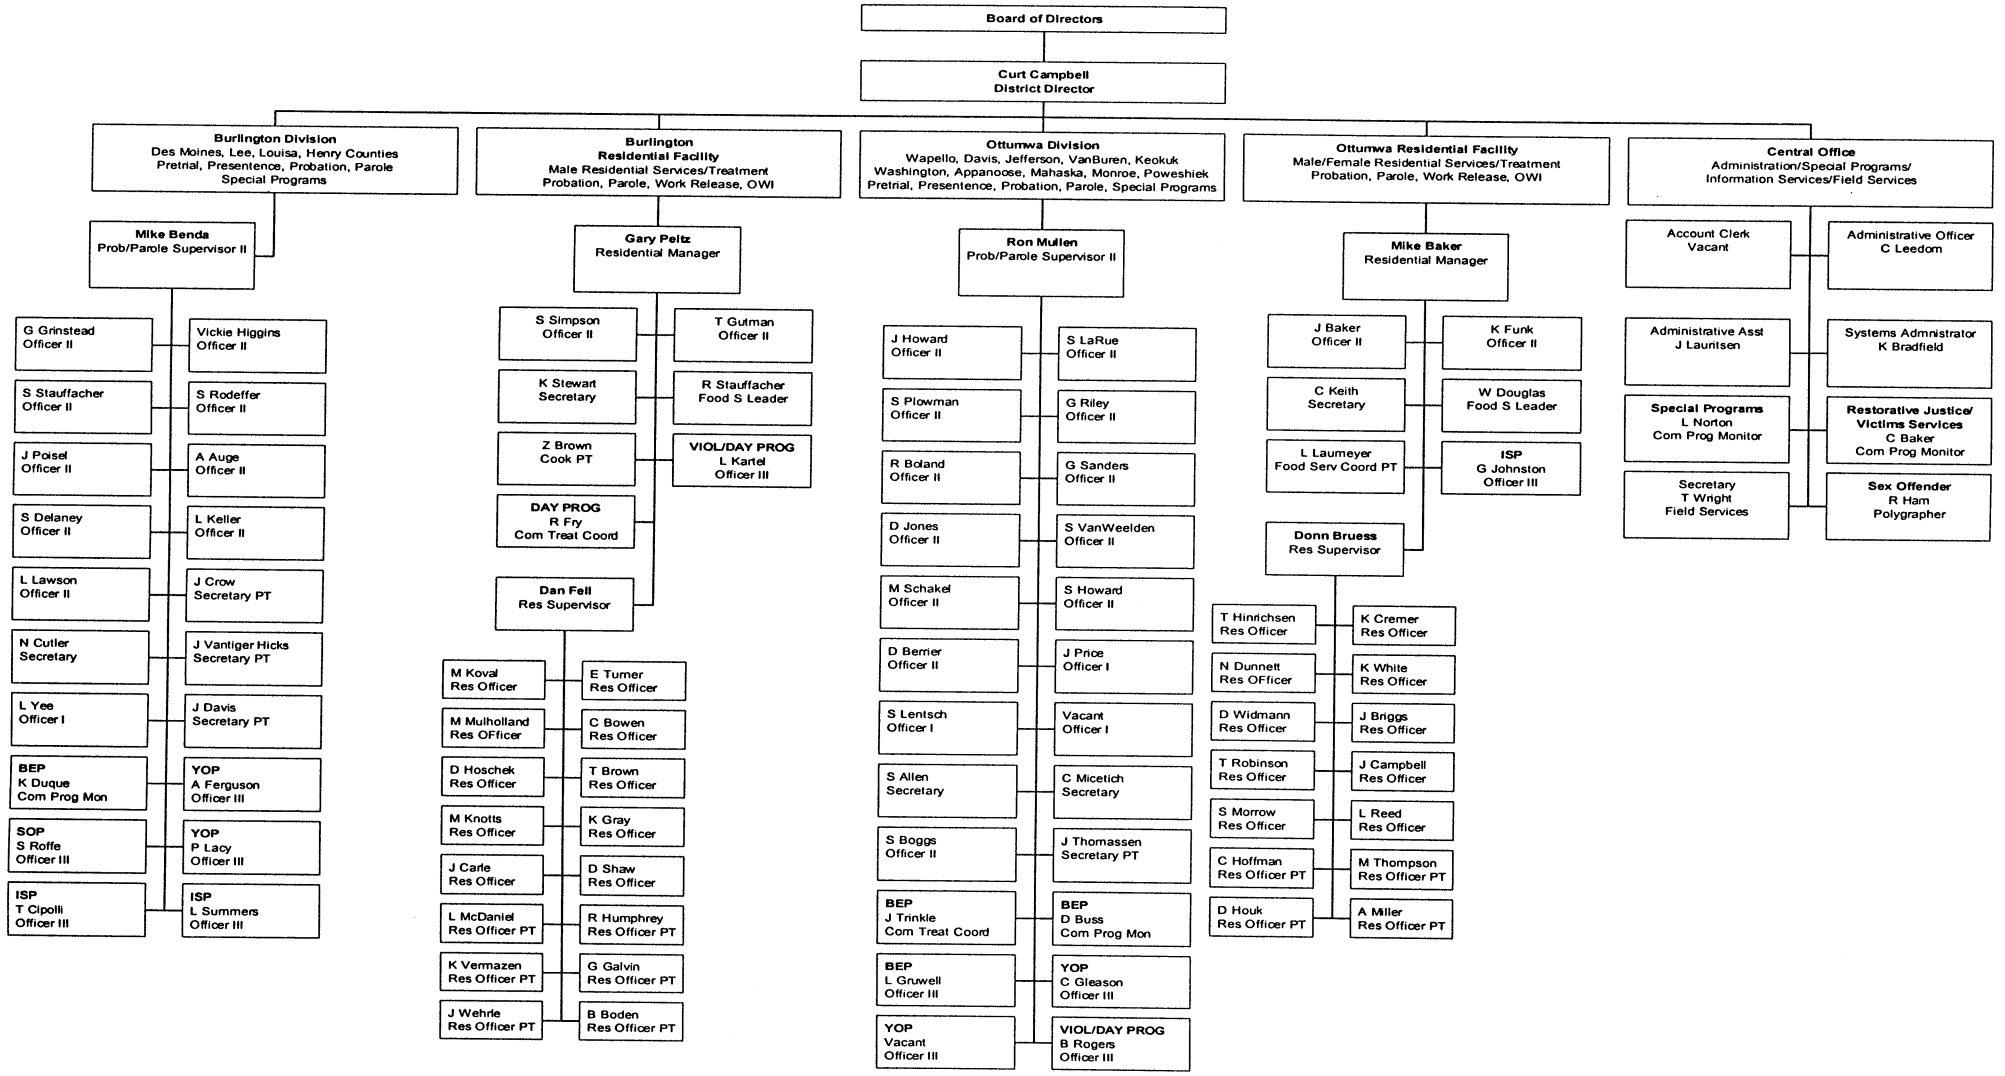 Board of Directors
Curt Campbell
District Director
Burlington Division
Des Moines, Lee, Louisa, Henry Counties
Pretrial, Presentence, Probation, Parole
Special Programs
Mike Benda
Prob/Parole Supervisor II
G Grinstead
Officer II
Vickie Higgins
Officer II
S Stauffacher
Officer II
S Rodeffer
Officer II
J Poisel
Officer II
A Auge
Officer II
S Delaney
Officer II
L Keller
Officer II
L Lawson
Officer II
J Crow
Secretary PT
N Cutler
Secretary
J Vantiger Hicks
Secretary PT
L Yee
Officer I
J Davis
Secretary PT
BEP
K Duque
Com Prog Mon
YOP
A Ferguson
Officer III
SOP
S Roffe
Officer III
YOP
P Lacy
Officer III
ISP
T Cipolli
Officer III
ISP
L Summers
Officer III
Burlington
Residential Facility
Male Residential Services/Treatment
Probation, Parole, Work Release, OWI
Gary Peitz
Residential Manager
S Simpson
Officer II
T Gutman
Officer II
K Stewart
Secretary
R Stauffacher
Food S Leader
Z Brown
Cook PT
VIOL/DAY PROG
L Kartel
Officer III
DAY PROG
R Fry
Com Treat Coord
Dan Fell
Res Supervisor
M Koval
Res Officer
E Turner
Res Officer
M Mulholland
Res OFficer
C Bowen
Res Officer
D Hoschek
Res Officer
T Brown
Res Officer
M Knotts
Res Officer
K Gray
Res Officer
J Carle
Res Officer
D Shaw
Res Officer
L McDaniel
Res Officer PT
R Humphrey
Res Officer PT
K Vermazen
Res Officer PT
G Galvin
Res Officer PT
J Wehrle
Res Officer PT
B Boden
Res Officer PT
Ottumwa Division
Wapello, Davis, Jefferson, VanBuren, Keokuk
Washington, Appanoose, Mahaska, Monroe, Poweshiek
Pretrial, Presentence, Probation, Parole, Special Programs
Ron Mullen
Prob/Parole Supervisor II
J Howard
Officer II
S LaRue
Officer II
S Plowman
Officer II
G Riley
Officer II
R Boland
Officer II
G Sanders
Officer II
D Jones
Officer II
S VanWeelden
Officer II
M Schakel
Officer II
S Howard
Officer II
D Berrier
Officer II
J Price
Officer I
S Lentsch
Officer I
Vacant
Officer I
S Allen
Secretary
C Micetich
Secretary
S Boggs
Officer II
J Thomassen
Secretary PT
BEP
J Trinkle
Com Treat Coord
BEP
D Buss
Com Prog Mon
BEP
L Gruwell
Officer III
YOP
C Gleason
Officer III
YOP
Vacant
Officer III
VIOL/DAY PROG
B Rogers
Officer III
Ottumwa Residential Facility
Male/Female Residential Services/Treatment
Probation, Parole, Work Release, OWI
Mike Baker
Residential Manager
J Baker
Officer II
K Funk
Officer II
C Keith
Secretary
W Douglas
Food S Leader
L Laumeyer
Food Serv Coord PT
ISP
G Johnston
Officer III
Donn Bruess
Res Supervisor
T Hinrichsen
Res Officer
K Cremer
Res Officer
N Dunnett
Res OFficer
K White
Res Officer
D Widmann
Res Officer
J Briggs
Res Officer
T Robinson
Res Officer
J Campbell
Res Officer
S Morrow
Res Officer
L Reed
Res Officer
C Hoffman
Res Officer PT
M Thompson
Res Officer PT
D Houk
Res Officer PT
A Miller
Res Officer PT
Central Office
Administration/Special Programs/
Information Services/Field Services
Account Clerk
Vacant
Administrative Officer
C Leedom
Administrative Asst
J Lauritsen
Systems Admnistrator
K Bradfield
Special Programs
L Norton
Com Prog Monitor
Restorative Justice/
Victims Services
C Baker
Com Prog Monitor
Secretary
T Wright
Field Services
Sex Offender
R Ham
Polygrapher